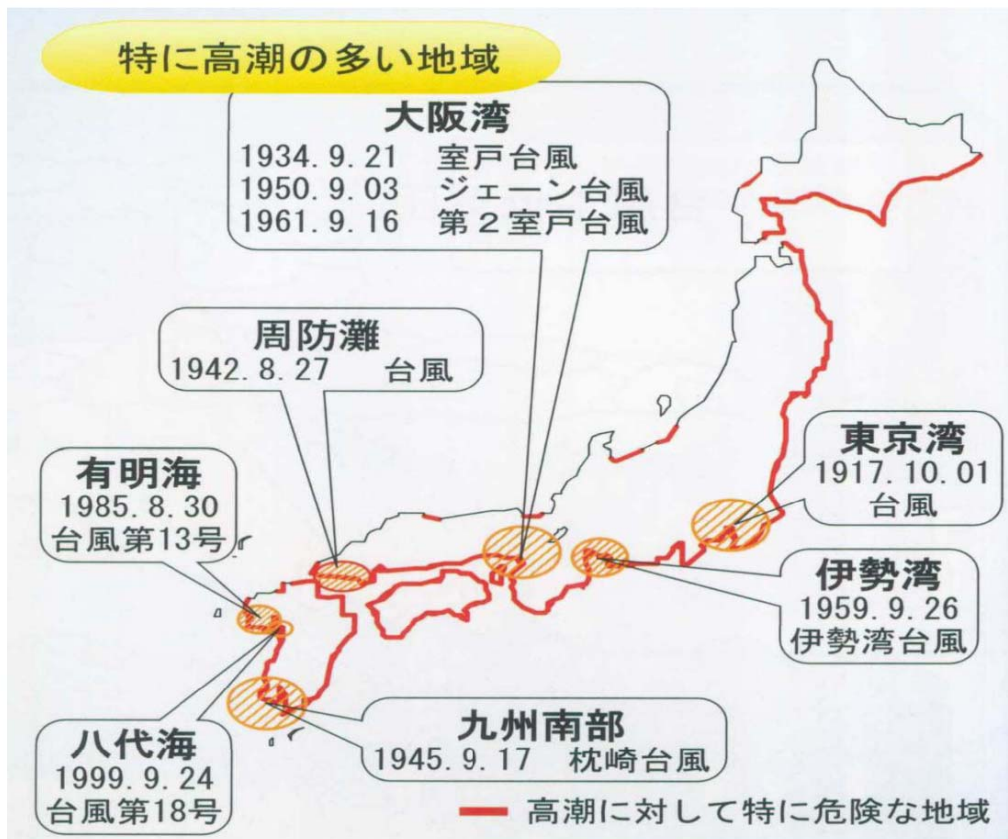 特に高潮の多い地域
大阪湾
1934.9.21 室戸台風
1950.9.03 ジェーン台風
1961.9.16 第2室戸台風
周防灘
1942.8.27 台風
有明海
1985.8.30
台風第13号
東京湾
1917.10.01
台風
伊勢湾
1959.9.26
伊勢湾台風
八代海
1999.9.24
台風第18号
九州南部
1945.9.17 枕崎台風
高潮に対して特に危険な地域